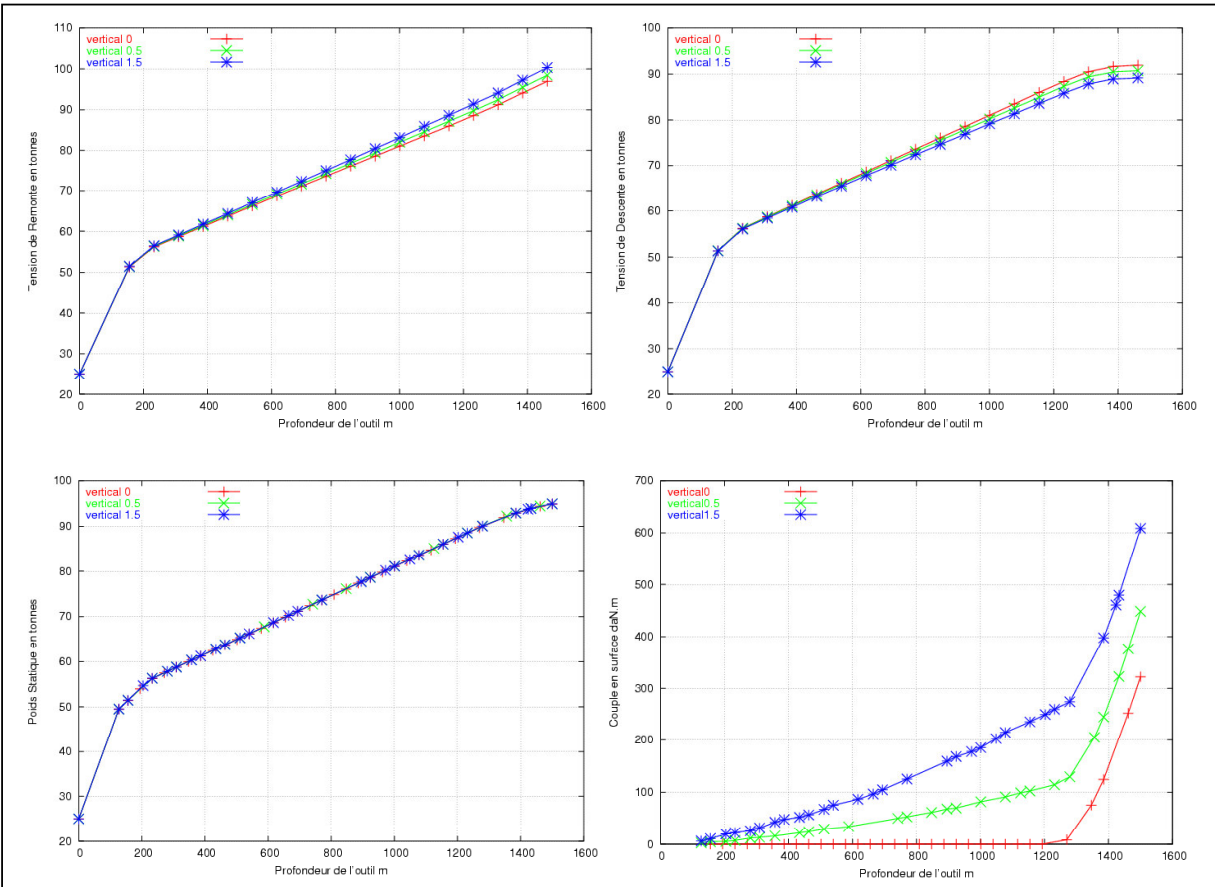 vertical 0
vertical 0.5
vertical 1.5
110
100
90
80
70
60
50
40
30
20
Tension de Remonte en tonnes
0 200 400 600 800 1000 1200 1400 1600
Profondeur de l'outil m
vertical 0
vertical 0.5
vertical 1.5
100
90
80
70
60
50
40
30
20
Tension de Descente en tonnes
0 200 400 600 800 1000 1200 1400 1600
Profondeur de l'outil m
vertical 0
vertical 0.5
vertical 1.5
100
90
80
70
60
50
40
30
20
Poids Statique en tonnes
0 200 400 600 800 1000 1200 1400 1600
Profondeur de l'outil m
vertical0
vertical0.5
vertical1.5
700
600
500
400
300
200
100
0
Couple en surface daN.m
0 200 400 600 800 1000 1200 1400 1600
Profondeur de l'outil m